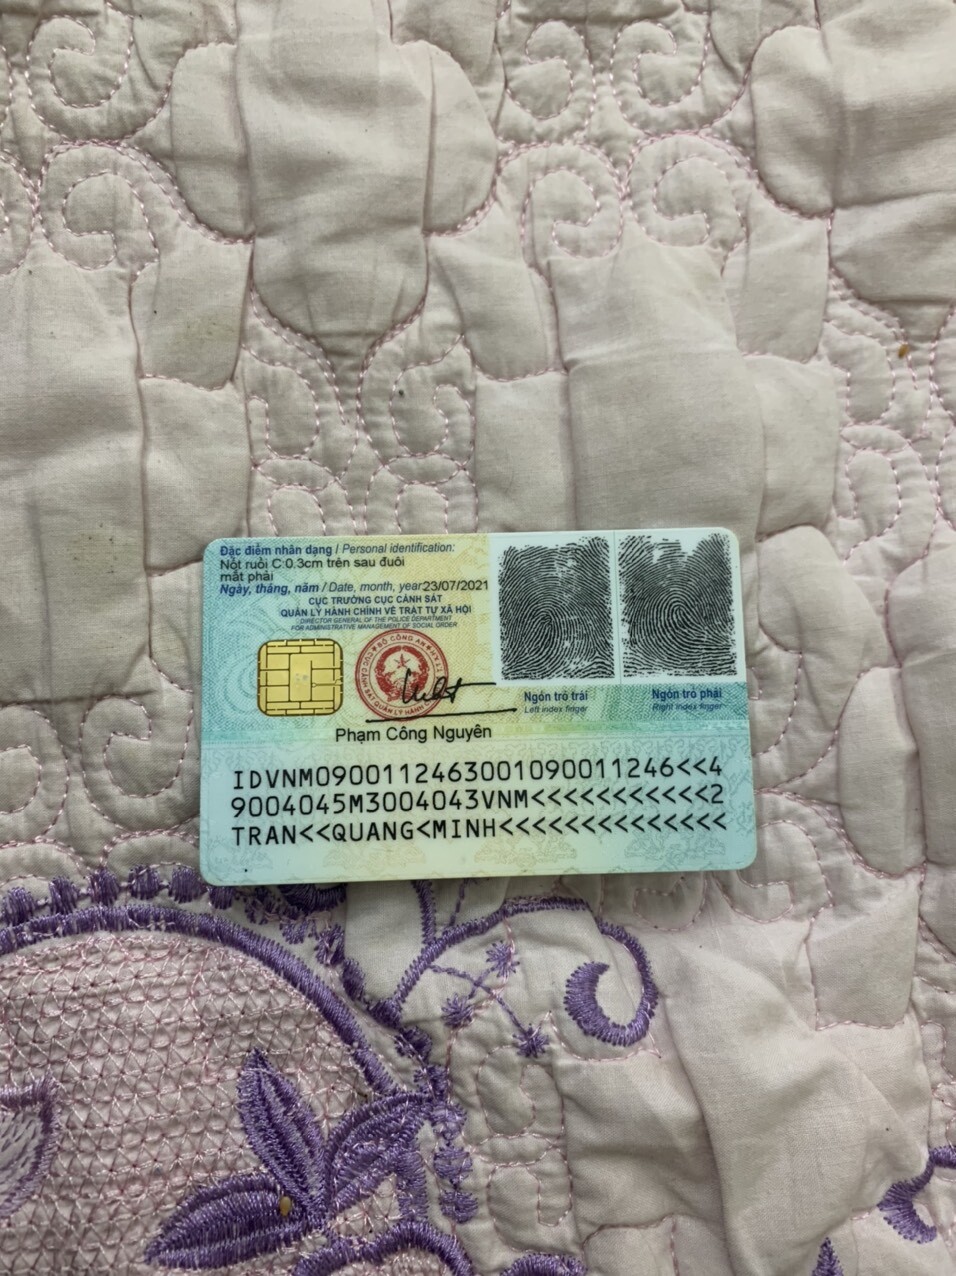 Đặc điểm nhân dạng / Personal identification:
Nốt ruồi C:0.3cm trên sau đuôi
mắt phải
Ngày, tháng, năm / Date, month, year 23/07/2021
CỤC TRƯỞNG CỤC CẢNH SÁT
QUẢN LÝ HÀNH CHÍNH VỀ TRẬT TỰ XÃ HỘI
DIRECTOR GENERAL OF THE POLICE DEPARTMENT
FOR ADMINISTRATIVE MANAGEMENT OF SOCIAL ORDER
BỘ CÔNG AN
Ngón trỏ trái
Left index finger
Ngón trỏ phải
Right index finger
Phạm Công Nguyên
IDVNM0900112463001090011246<<4
9004045M3004043VNM<<<<<<<<<<<2
TRAN<<QUANG<MINH<<<<<<<<<<<<<<